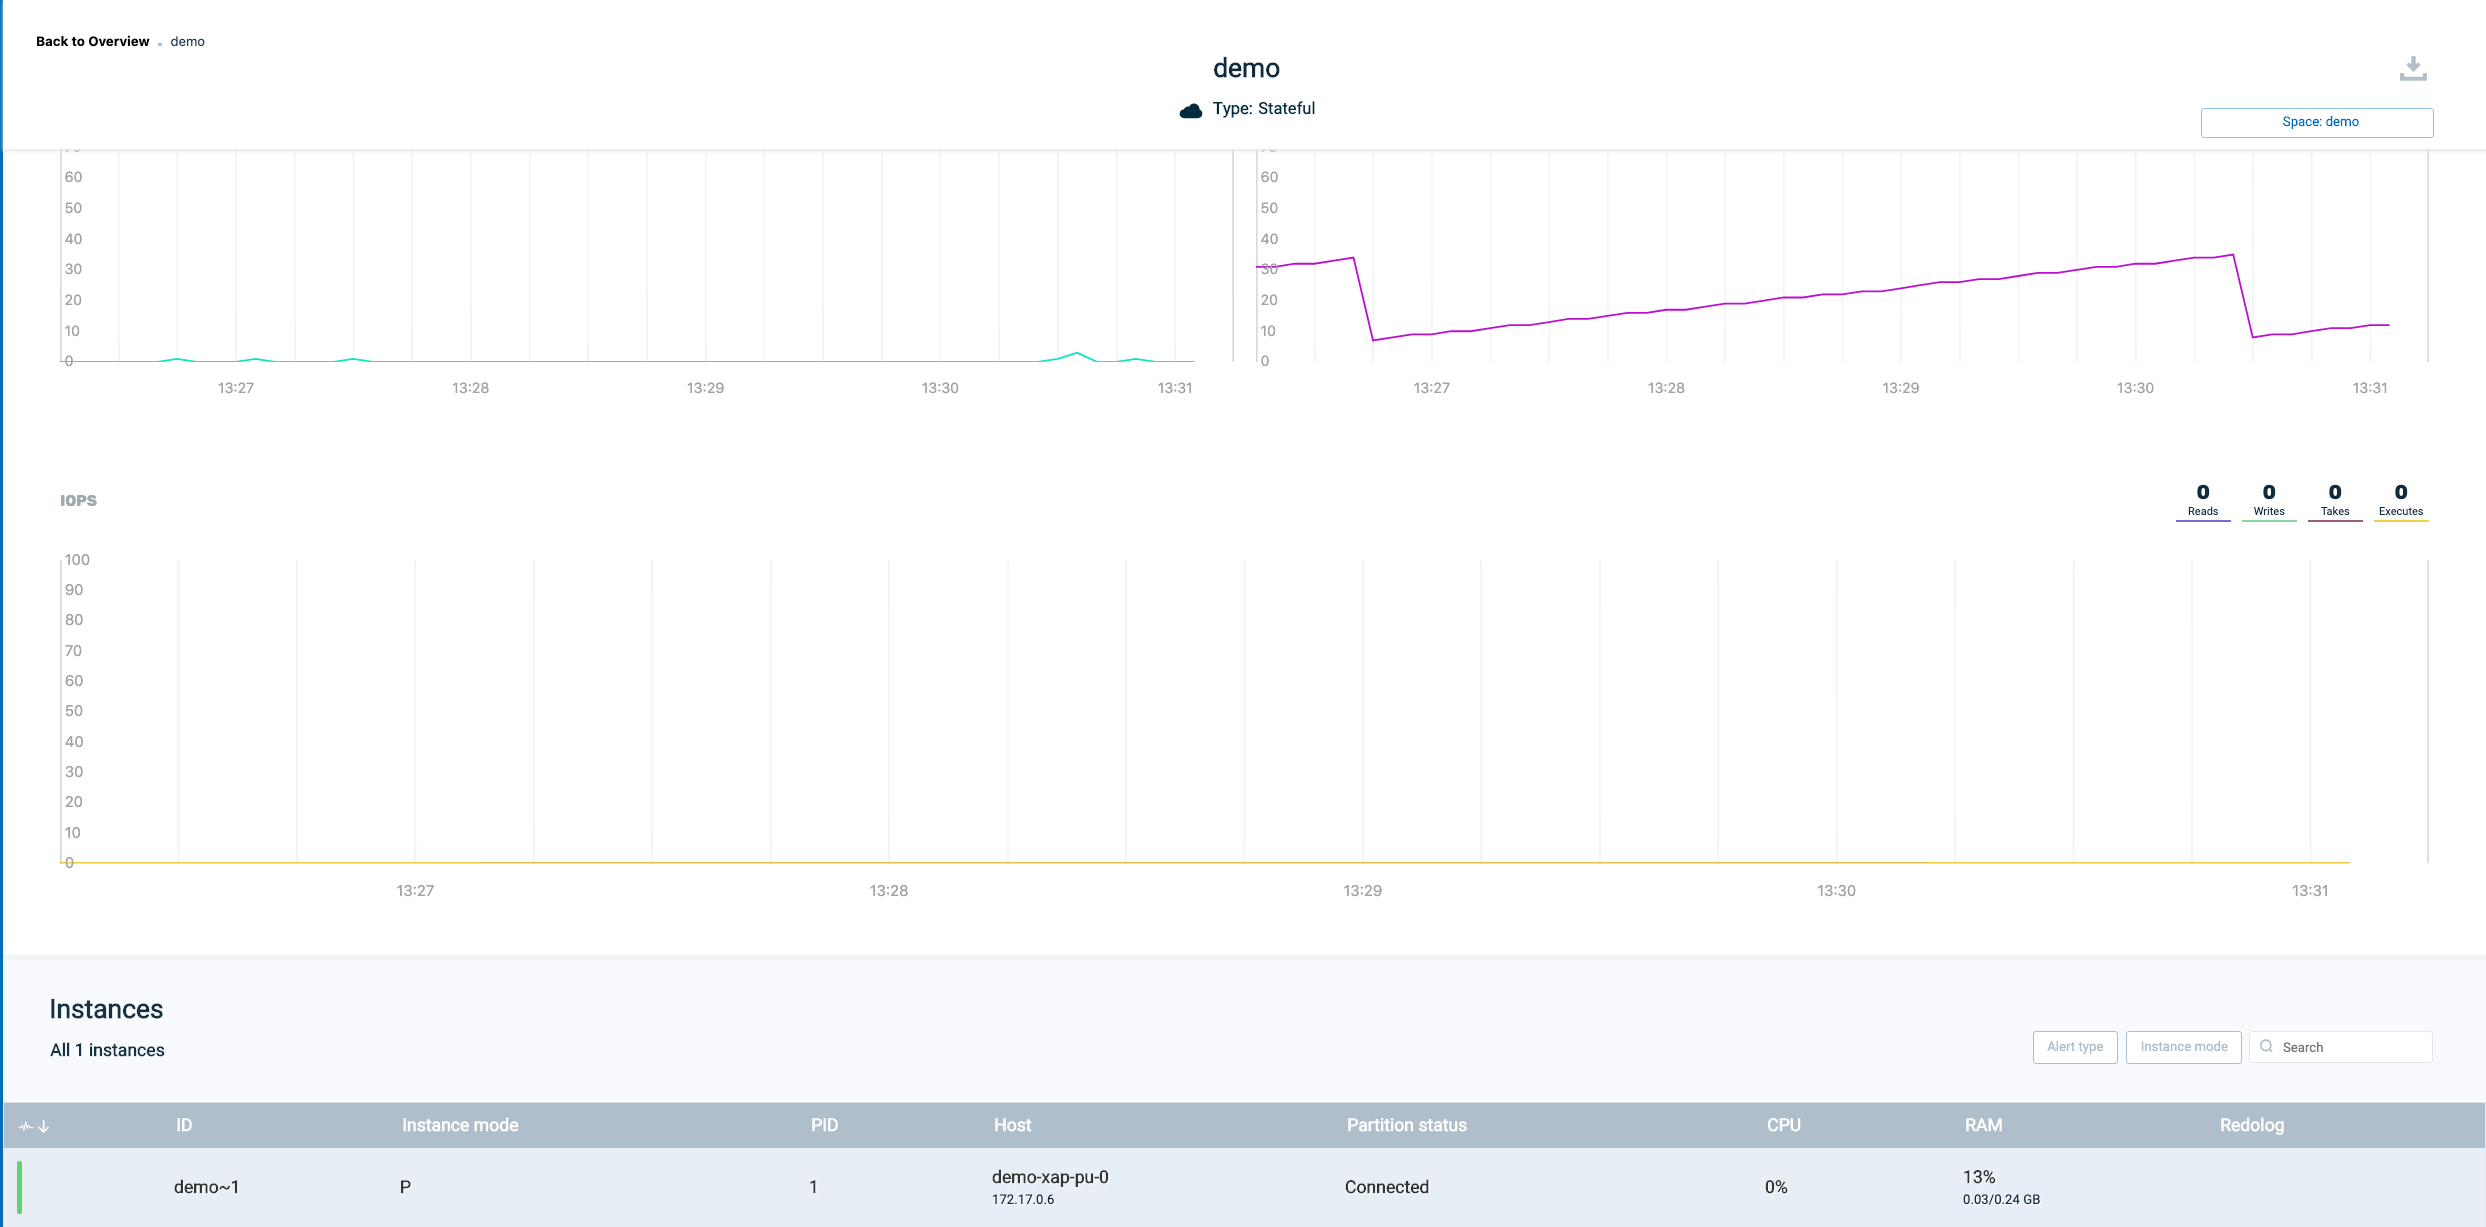 Back to Overview demo
demo
Type: Stateful
Space: demo
60
50
40
30
20
10
0
13:27 13:28 13:29 13:30 13:31
60
50
40
30
20
10
0
13:27 13:28 13:29 13:30 13:31
IOPS
0 0 0 0
Reads Writes Takes Executes
100
90
80
70
60
50
40
30
20
10
0
13:27 13:28 13:29 13:30 13:31
Instances
All 1 instances
Alert type Instance mode Search
ID Instance mode PID Host Partition status CPU RAM Redolog
demo~1 P 1 demo-xap-pu-0 Connected 0% 13%
172.17.0.6 0.03/0.24 GB